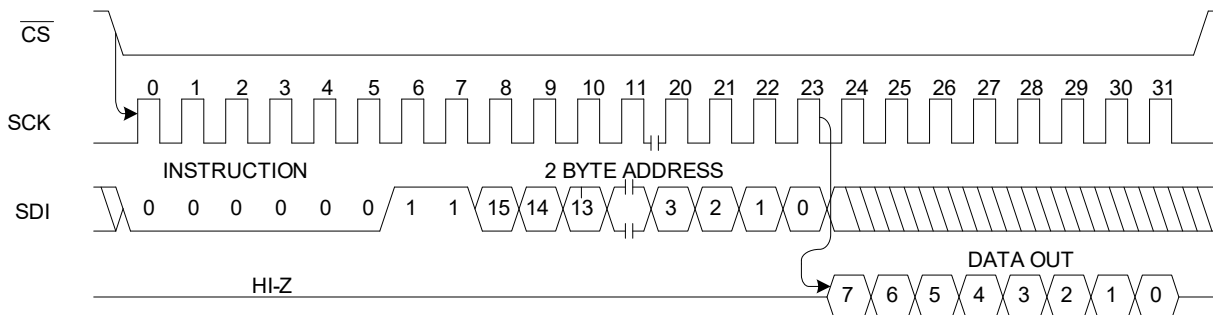 CS
0 1 2 3 4 5 6 7 8 9 10 11 20 21 22 23 24 25 26 27 28 29 30 31
SCK
INSTRUCTION 2 BYTE ADDRESS
SDI 0 0 0 0 0 0 1 1 15 14 13 3 2 1 0
DATA OUT
HI-Z
7 6 5 4 3 2 1 0